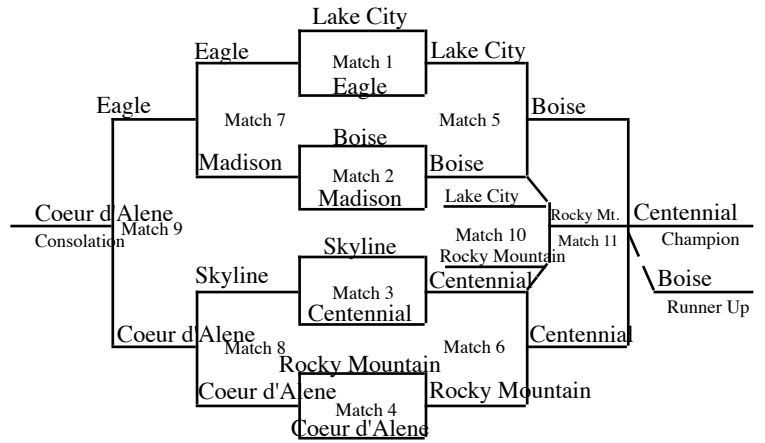 Lake City
Eagle
Match 1
Lake City
Eagle
Eagle
Boise
Match 7
Match 5
Boise
Madison
Match 2
Boise
Madison
Lake City
Coeur d'Alene
Rocky Mt.
Centennial
Consolation
Match 9
Match 10
Match 11
Champion
Skyline
Rocky Mountain
Skyline
Match 3
Centennial
Boise
Centennial
Runner Up
Coeur d'Alene
Match 8
Match 6
Centennial
Rocky Mountain
Coeur d'Alene
Match 4
Rocky Mountain
Coeur d'Alene